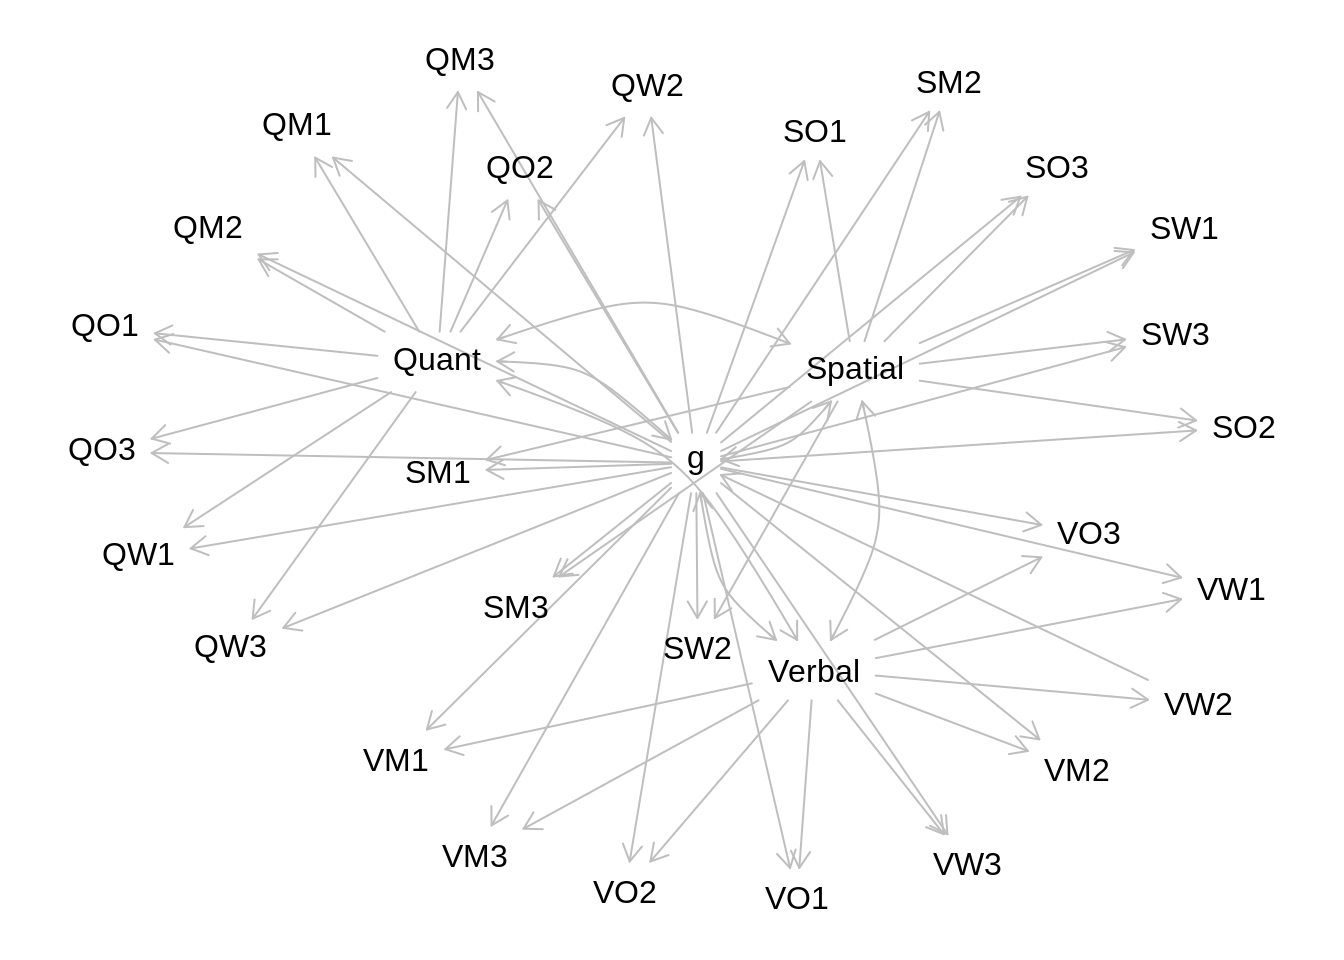 QM3
SM2
QW2
QM1
SO1
QO2
SO3
QM2
SW1
QO1
SW3
Quant
Spatial
SO2
QO3
g
SM1
VO3
QW1
VW1
SM3
QW3
SW2
Verbal
VW2
VM1
VM2
VM3
VW3
VO2
VO1